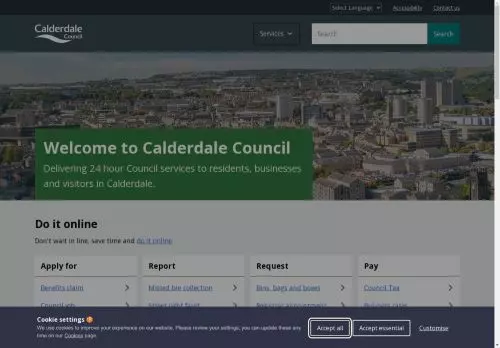 Select Language
Accessibility
Contact us
Calderdale
Council
Services
Search
Search
Welcome to Calderdale Council
Delivering 24 hour Council services to residents, businesses
and visitors in Calderdale.
Do it online
Don't wait in line, save time and do it online
Apply for
Report
Request
Pay
Benefits claim
Missed bin collection
Bins, bags and boxes
Council Tax
Council job
Street light fault
Registrar appointment
Business rates
Cookie settings 🍪
We use cookies to improve your experience on our website. Please review your settings, you can update these any
time on our Cookies page.
Accept all
Accept essential
Customise